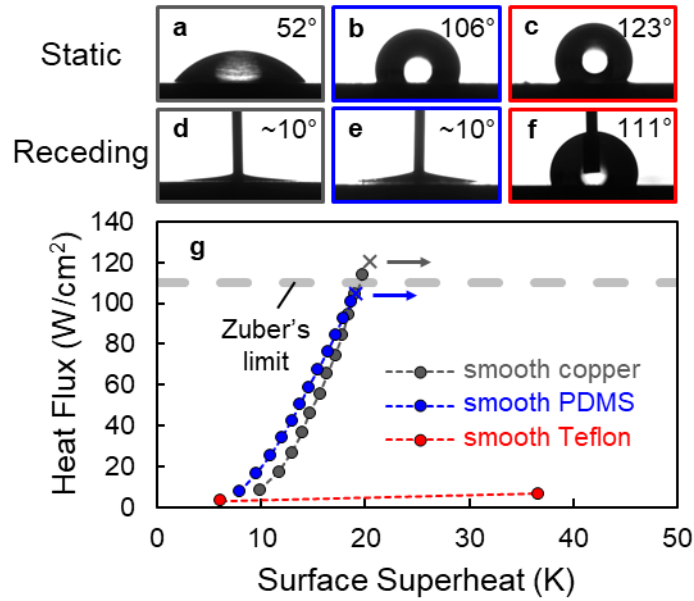 Static
a 52°
b 106°
c 123°
Receding
d ~10°
e ~10°
f 111°
g
Heat Flux (W/cm²)
140
120
100
80
60
40
20
0
Zuber's
limit
smooth copper
smooth PDMS
smooth Teflon
0 10 20 30 40 50
Surface Superheat (K)